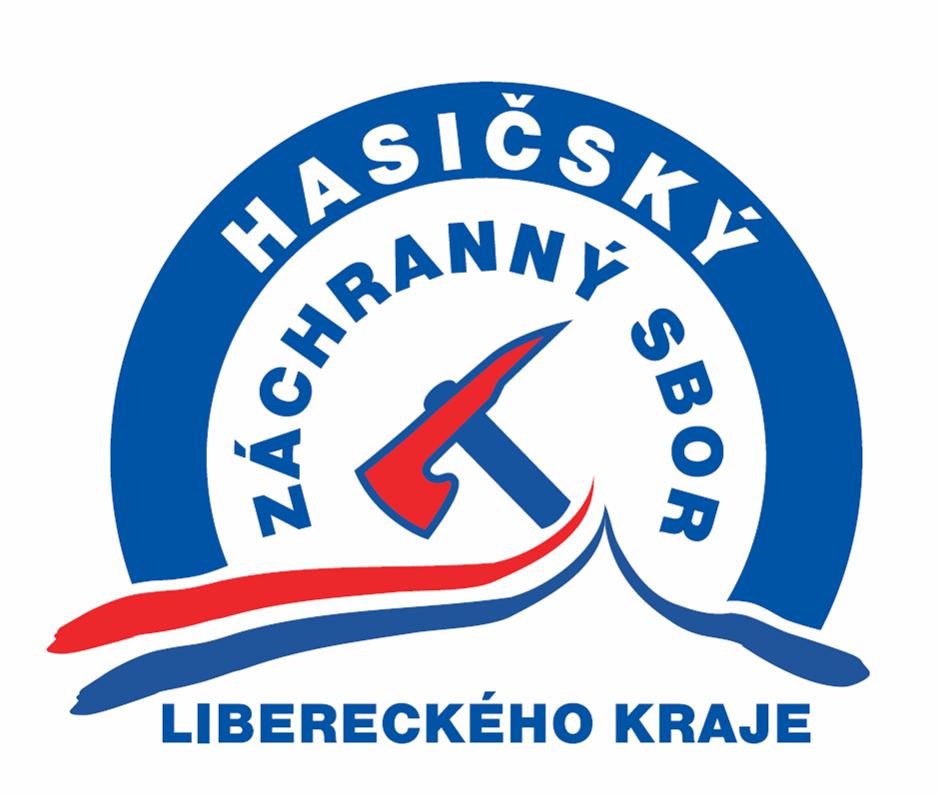 HASIČSKÝ
ZÁCHRANNÝ SBOR
LIBERECKÉHO KRAJE